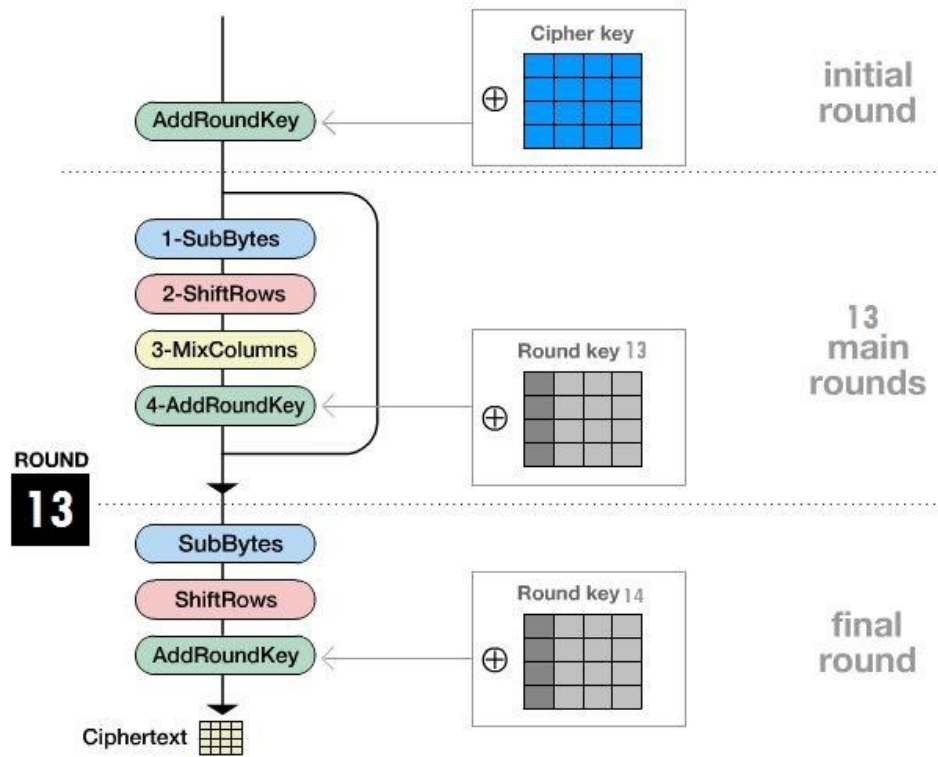 Cipher key
initial
round
AddRoundKey
1-SubBytes
2-ShiftRows
3-MixColumns
4-AddRoundKey
Round key 13
13
main
rounds
ROUND
13
SubBytes
ShiftRows
AddRoundKey
Round key 14
final
round
Ciphertext